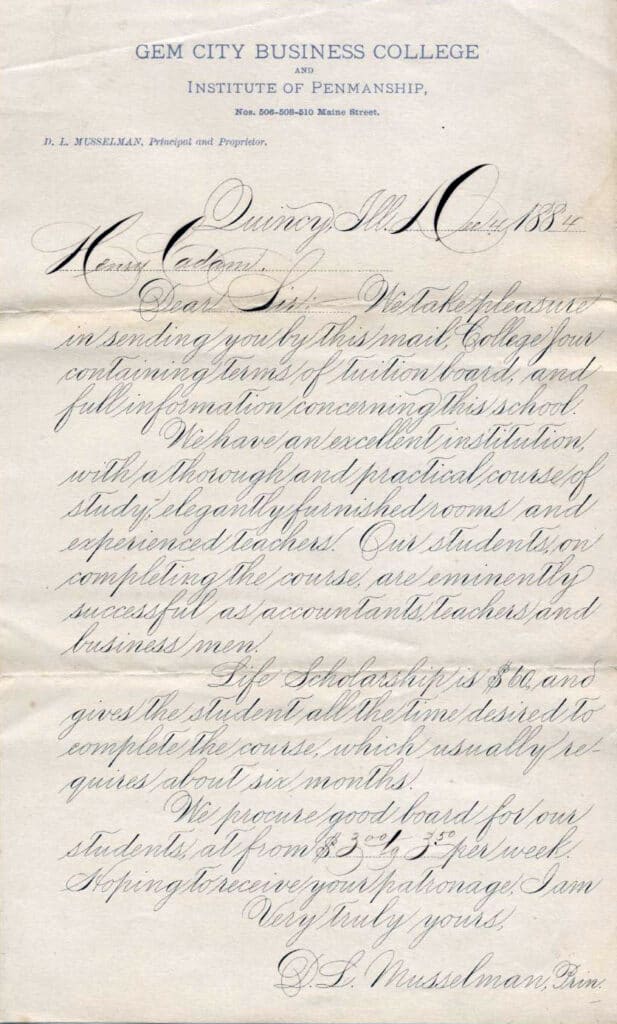 GEM CITY BUSINESS COLLEGE
AND
INSTITUTE OF PENMANSHIP,
Nos. 506-508-510 Maine Street.
D. L. MUSSELMAN, Principal and Proprietor.
Quincy, Ill. Dec 4, 1884
Henry Cadam.
Dear Sir:— We take pleasure
in sending you by this mail, College Jour
containing terms of tuition board, and
full information concerning this school.
We have an excellent institution,
with a thorough and practical course of
study, elegantly furnished rooms and
experienced teachers. Our students, on
completing the course, are eminently
successful as accountants, teachers and
business men.
Life Scholarship is $60, and
gives the student all the time desired to
complete the course, which usually re-
quires about six months.
We procure good board for our
students, at from $3.00 to 3.50 per week.
Hoping to receive your patronage, I am
Very truly yours,
D. L. Musselman, Prin.